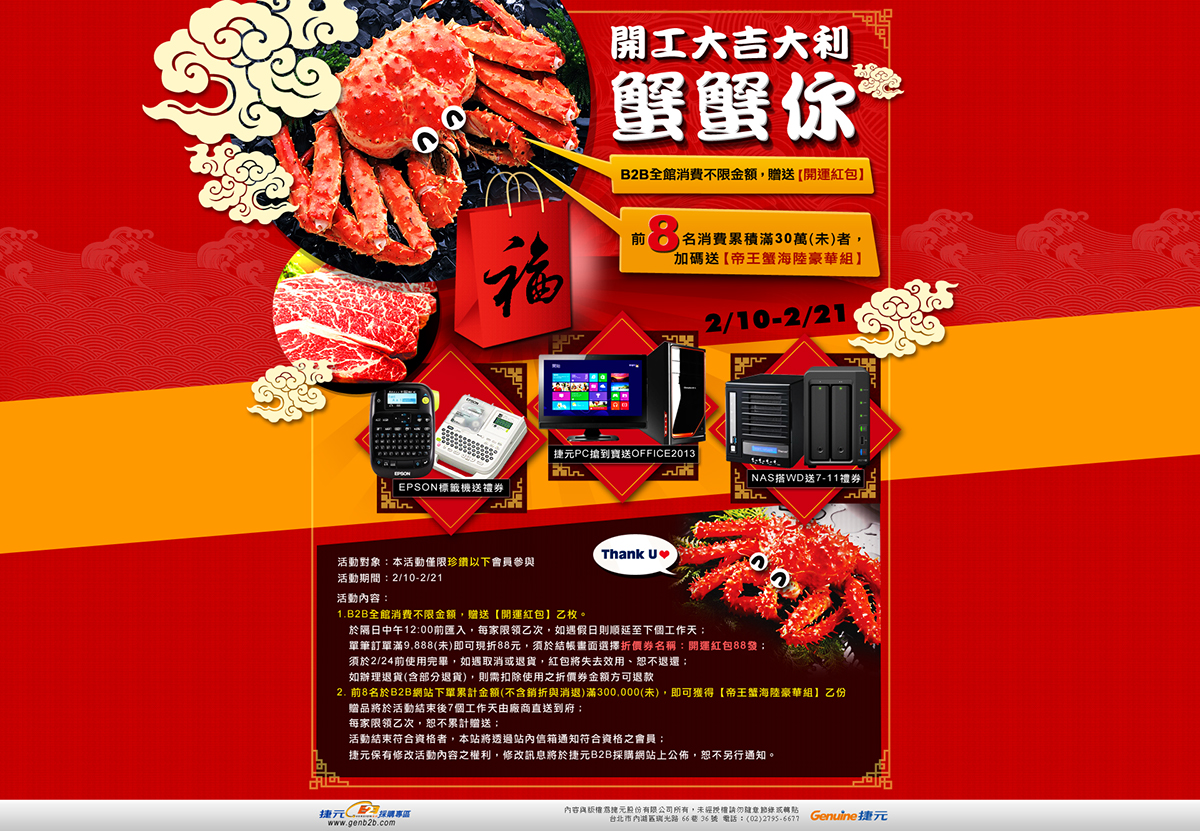 開工大吉大利
蟹蟹你
B2B全館消費不限金額，贈送【開運紅包】
前8名消費累積滿30萬(未)者，
加碼送【帝王蟹海陸豪華組】
福
2/10-2/21
EPSON
EPSON標籤機送禮券
捷元PC搶到寶送OFFICE2013
NAS搭WD送7-11禮券
Thank U❤
活動對象：本活動僅限珍鑽以下會員參與
活動期間：2/10-2/21
活動內容：
1.B2B全館消費不限金額，贈送【開運紅包】乙枚。
於隔日中午12:00前匯入，每家限領乙次，如遇假日則順延至下個工作天；
單筆訂單滿9,888(未)即可現折88元，須於結帳畫面選擇折價券名稱：開運紅包88發；
須於2/24前使用完畢，如遇取消或退貨，紅包將失去效用、恕不退還；
如辦理退貨(含部分退貨)，則需扣除使用之折價券金額方可退款
2. 前8名於B2B網站下單累計金額(不含銷折與消退)滿300,000(未)，即可獲得【帝王蟹海陸豪華組】乙份
贈品將於活動結束後7個工作天由廠商直送到府；
每家限領乙次，恕不累計贈送；
活動結束符合資格者，本站將透過站內信箱通知符合資格之會員；
捷元保有修改活動內容之權利，修改訊息將於捷元B2B採購網站上公佈，恕不另行通知。
捷元B2B採購專區
www.genb2b.com
內容與版權為捷元股份有限公司所有，未經授權請勿隨意節錄或轉貼
台北市內湖區瑞光路 66 巷 36 號 電話：(02)2795-6677
Genuine捷元